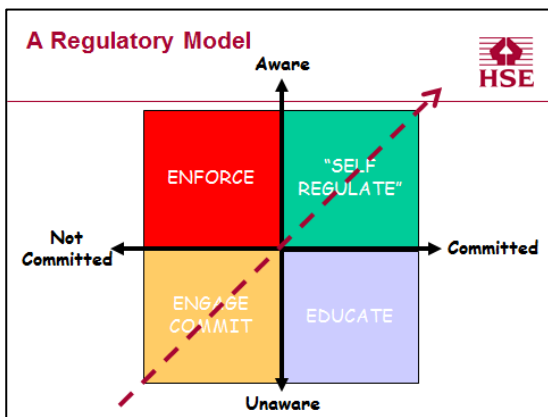 A Regulatory Model
HSE
Aware
ENFORCE
"SELF
REGULATE"
Not
Committed
Committed
ENGAGE
COMMIT
EDUCATE
Unaware